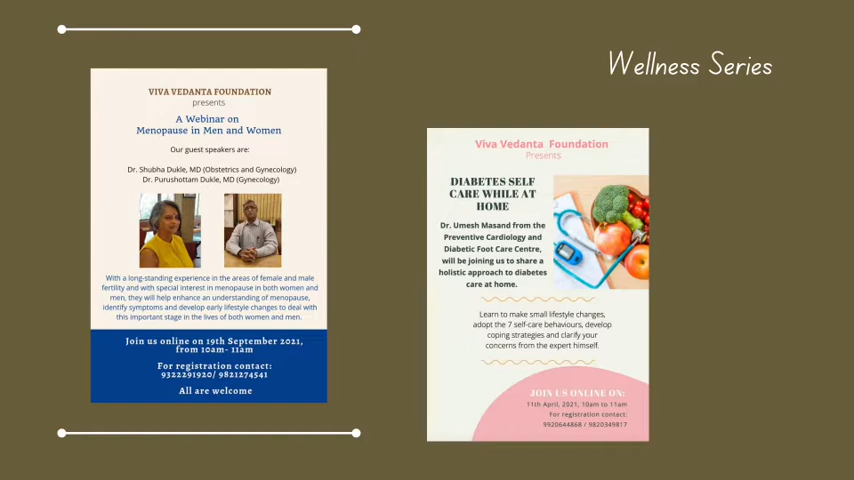 Wellness Series
VIVA VEDANTA FOUNDATION
presents
A Webinar on
Menopause in Men and Women
Our guest speakers are:
Dr. Shubha Dukle, MD (Obstetrics and Gynecology)
Dr. Purushottam Dukle, MD (Gynecology)
With a long-standing experience in the areas of female and male
fertility and with special interest in menopause in both women and
men, they will help enhance an understanding of menopause,
identify symptoms and develop early lifestyle changes to deal with
this important stage in the lives of both women and men.
Join us online on 19th September 2021,
from 10am- 11am
For registration contact:
9322291920/ 9821274541
All are welcome
Viva Vedanta Foundation
Presents
DIABETES SELF
CARE WHILE AT
HOME
Dr. Umesh Masand from the
Preventive Cardiology and
Diabetic Foot Care Centre,
will be joining us to share a
holistic approach to diabetes
care at home.
Learn to make small lifestyle changes,
adopt the 7 self-care behaviours, develop
coping strategies and clarify your
concerns from the expert himself.
JOIN US ONLINE ON:
11th April, 2021, 10am to 11am
For registration contact:
9920644868 / 9820349817